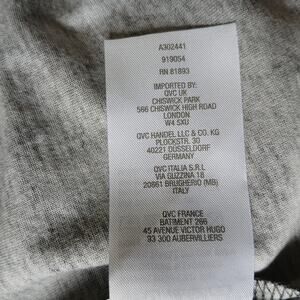 A302441
919054
RN 81893
IMPORTED BY:
QVC UK
CHISWICK PARK
566 CHISWICK HIGH ROAD
LONDON
W4 5XU
QVC HANDEL LLC & CO. KG
PLOCKSTR. 30
40221 DUSSELDORF
GERMANY
QVC ITALIA S.R.L
VIA GUZZINA 18
20861 BRUGHERIO (MB)
ITALY
QVC FRANCE
BATIMENT 266
45 AVENUE VICTOR HUGO
93 300 AUBERVILLIERS